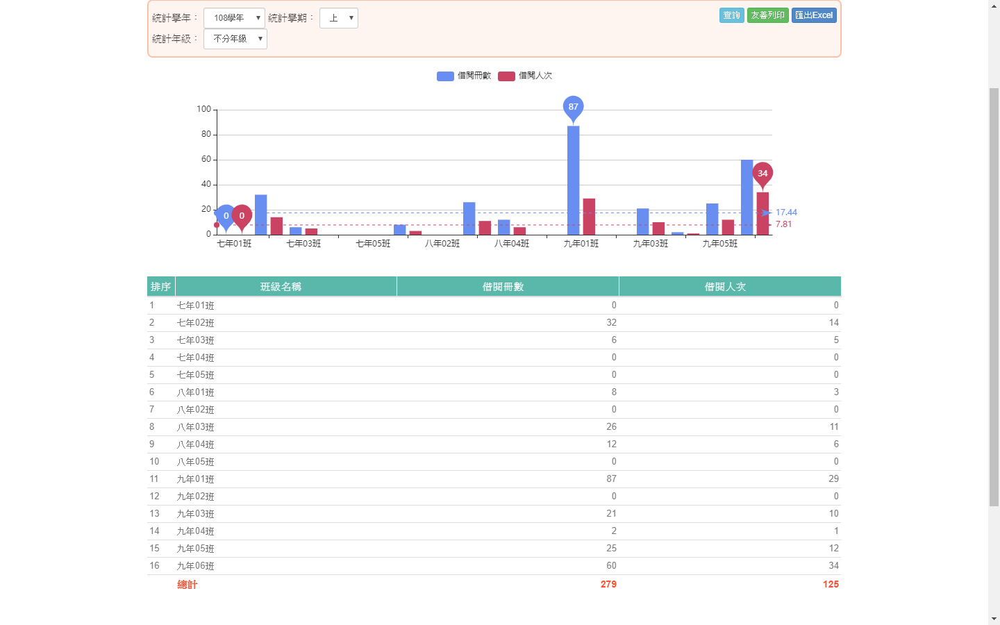 統計學年： 108學年 統計學期： 上 查詢 友善列印 匯出Excel
統計年級： 不分年級
借閱冊數 借閱人次
100
80
60
40
20
0
87
34
0 0
17.44
7.81
七年01班 七年03班 七年05班 八年02班 八年04班 九年01班 九年03班 九年05班
排序 班級名稱 借閱冊數 借閱人次
1 七年01班 0 0
2 七年02班 32 14
3 七年03班 6 5
4 七年04班 0 0
5 七年05班 0 0
6 八年01班 8 3
7 八年02班 0 0
8 八年03班 26 11
9 八年04班 12 6
10 八年05班 0 0
11 九年01班 87 29
12 九年02班 0 0
13 九年03班 21 10
14 九年04班 2 1
15 九年05班 25 12
16 九年06班 60 34
總計 279 125